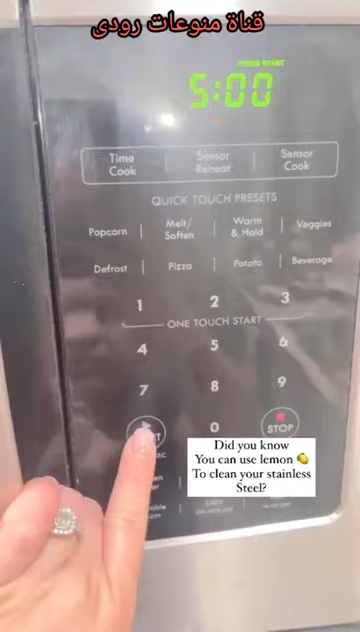 قناة منوعات رودى
PRESS START
5:00
Time Cook
Sensor Reheat
Sensor Cook
QUICK TOUCH PRESETS
Popcorn
Melt/ Soften
Warm & Hold
Veggies
Defrost
Pizza
Potato
Beverage
1 2 3
ONE TOUCH START
4 5 6
7 8 9
0
STOP
Did you know
You can use lemon 🍋
To clean your stainless
Steel?